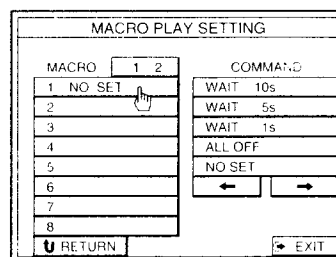 MACRO PLAY SETTING
MACRO 1 2
1 NO SET
2
3
4
5
6
7
8
RETURN
COMMAND
WAIT 10s
WAIT 5s
WAIT 1s
ALL OFF
NO SET
← →
EXIT